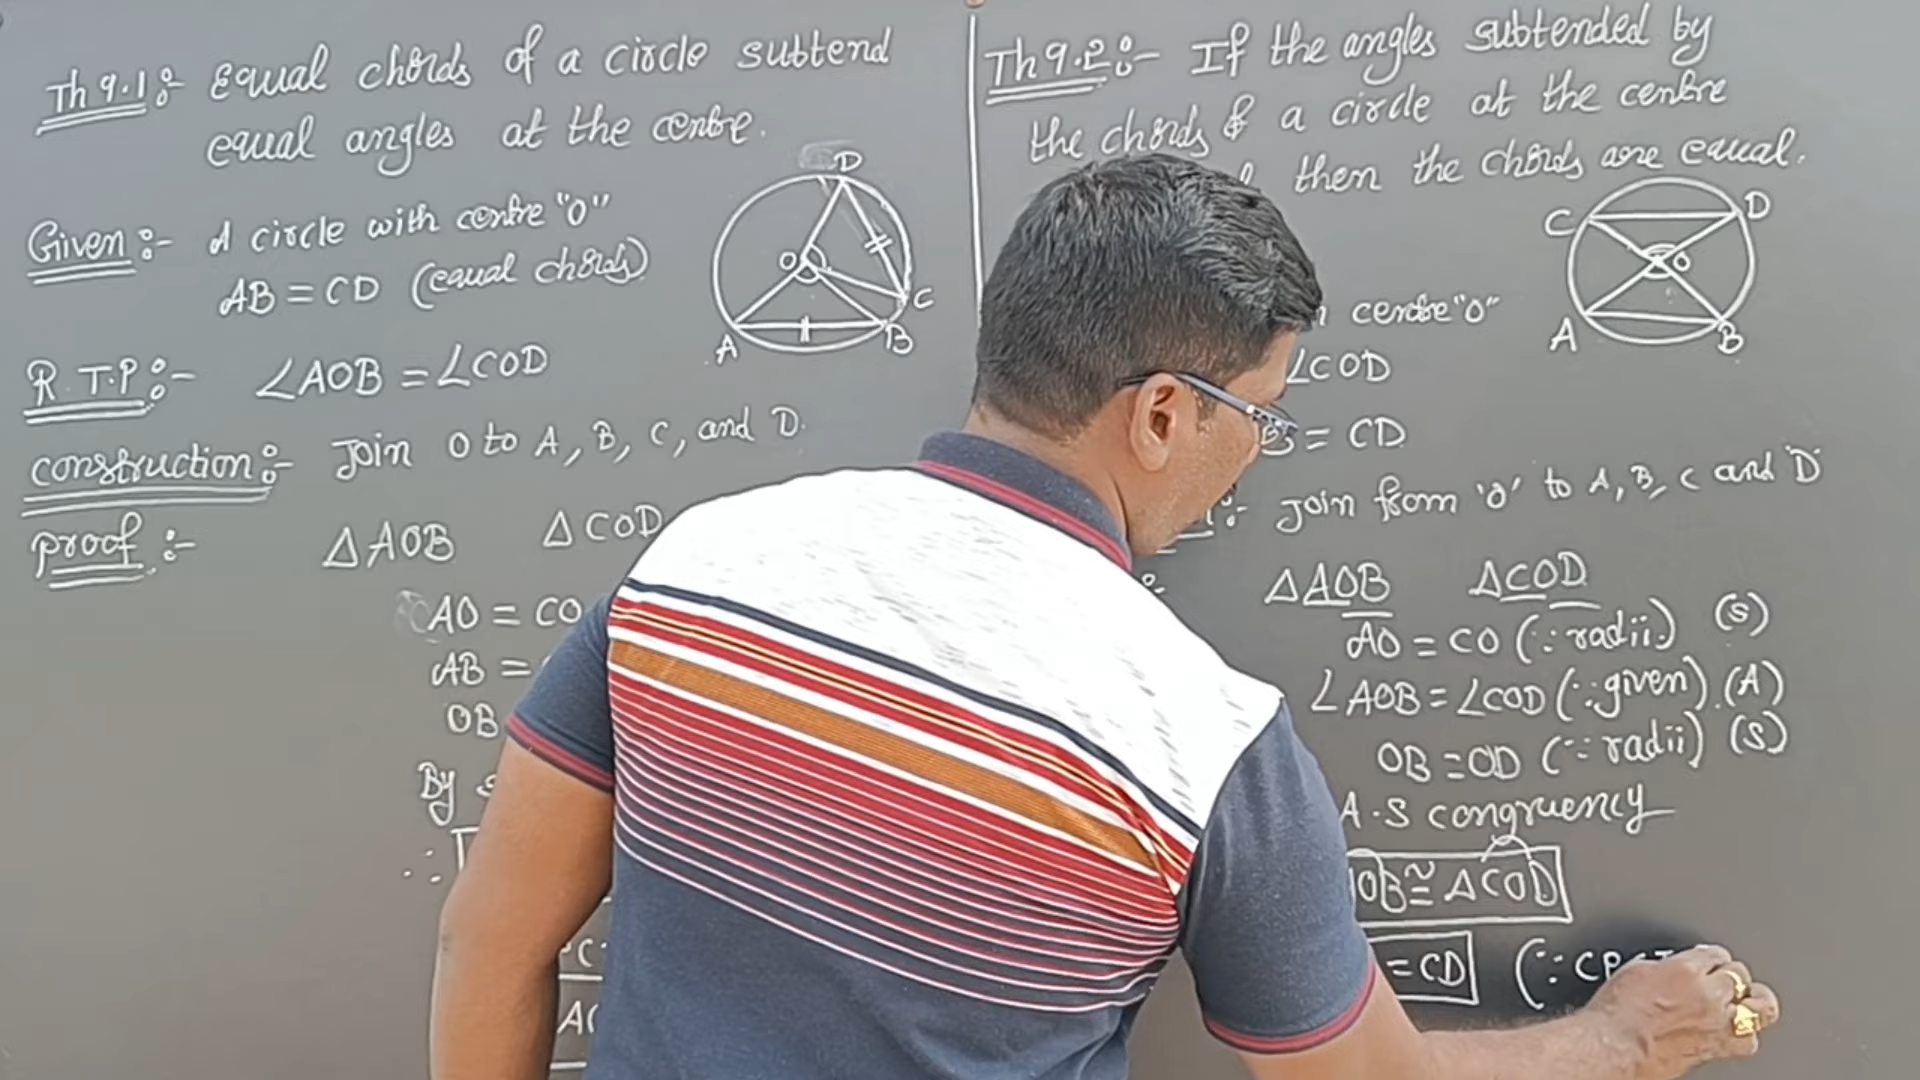 Th 9.1 :- Equal chords of a circle subtend
equal angles at the centre.
Given :- A circle with centre "O"
AB = CD (equal chords)
R.T.P :- ∠AOB = ∠COD
construction :- Join O to A, B, C, and D.
proof :- ΔAOB ΔCOD
AO = CO
AB =
OB
By
∴
A
D
O
C
A
B
Th 9.2 :- If the angles subtended by
the chords of a circle at the centre
then the chords are equal.
centre "O"
∠COD
= CD
:- Join from 'O' to A, B, C and D
ΔAOB ΔCOD
AO = CO (∵ radii) (S)
∠AOB = ∠COD (∵ given) (A)
OB = OD (∵ radii) (S)
A.S congruency
OB ≅ ΔCOD
= CD (∵ CPCT
C
D
O
A
B